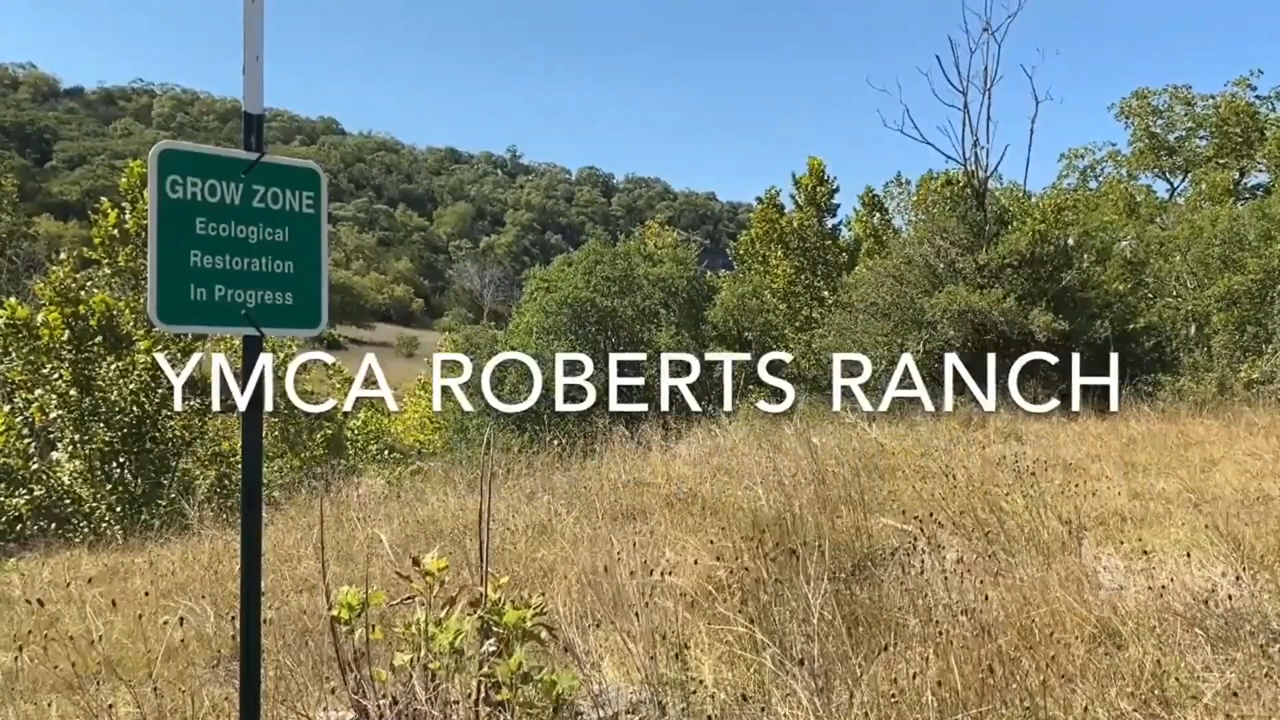 GROW ZONE
Ecological
Restoration
In Progress
YMCA ROBERTS RANCH